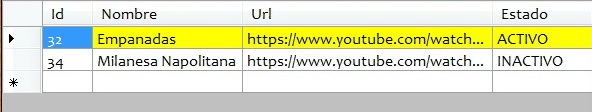 Id Nombre Url Estado
32 Empanadas https://www.youtube.com/watch... ACTIVO
34 Milanesa Napolitana https://www.youtube.com/watch... INACTIVO